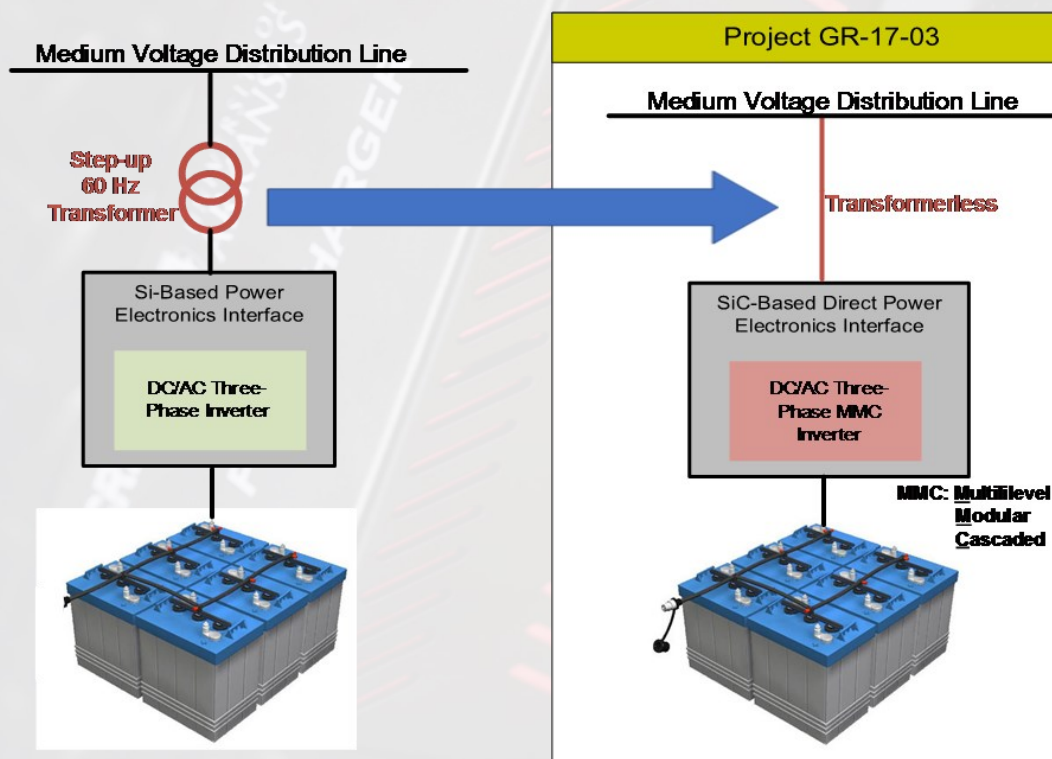 Medium Voltage Distribution Line
Step-up
60 Hz
Transformer
Si-Based Power
Electronics Interface
DC/AC Three-
Phase Inverter
Project GR-17-03
Medium Voltage Distribution Line
Transformerless
SiC-Based Direct Power
Electronics Interface
DC/AC Three-
Phase MMC
Inverter
MMC: Multilevel
Modular
Cascaded